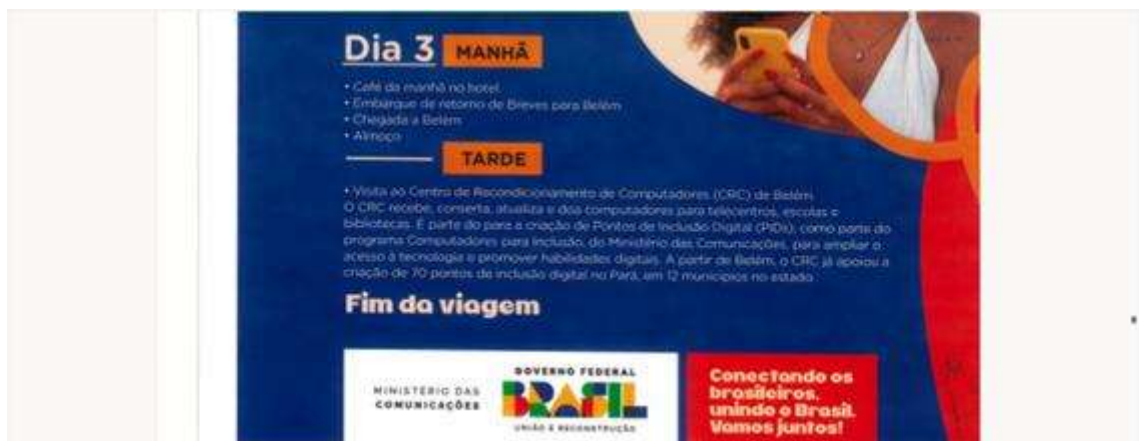 Dia 3 MANHÃ
• Café da manhã no hotel
• Embarque de retorno de Breves para Belém
• Chegada a Belém
• Almoço
TARDE
• Visita ao Centro de Recondicionamento de Computadores (CRC) de Belém
O CRC recebe, conserta, atualiza e doa computadores para telecentros, escolas e
bibliotecas. É parte do para a criação de Pontos de Inclusão Digital (PIDs), como parte do
programa Computadores para Inclusão, do Ministério das Comunicações, para ampliar o
acesso à tecnologia e promover habilidades digitais. A partir de Belém, o CRC já apoiou a
criação de 70 pontos de inclusão digital no Pará, em 12 municípios no estado.
Fim da viagem
MINISTÉRIO DAS
COMUNICAÇÕES
GOVERNO FEDERAL
BRASIL
UNIÃO E RECONSTRUÇÃO
Conectando os
brasileiros,
unindo o Brasil.
Vamos juntos!